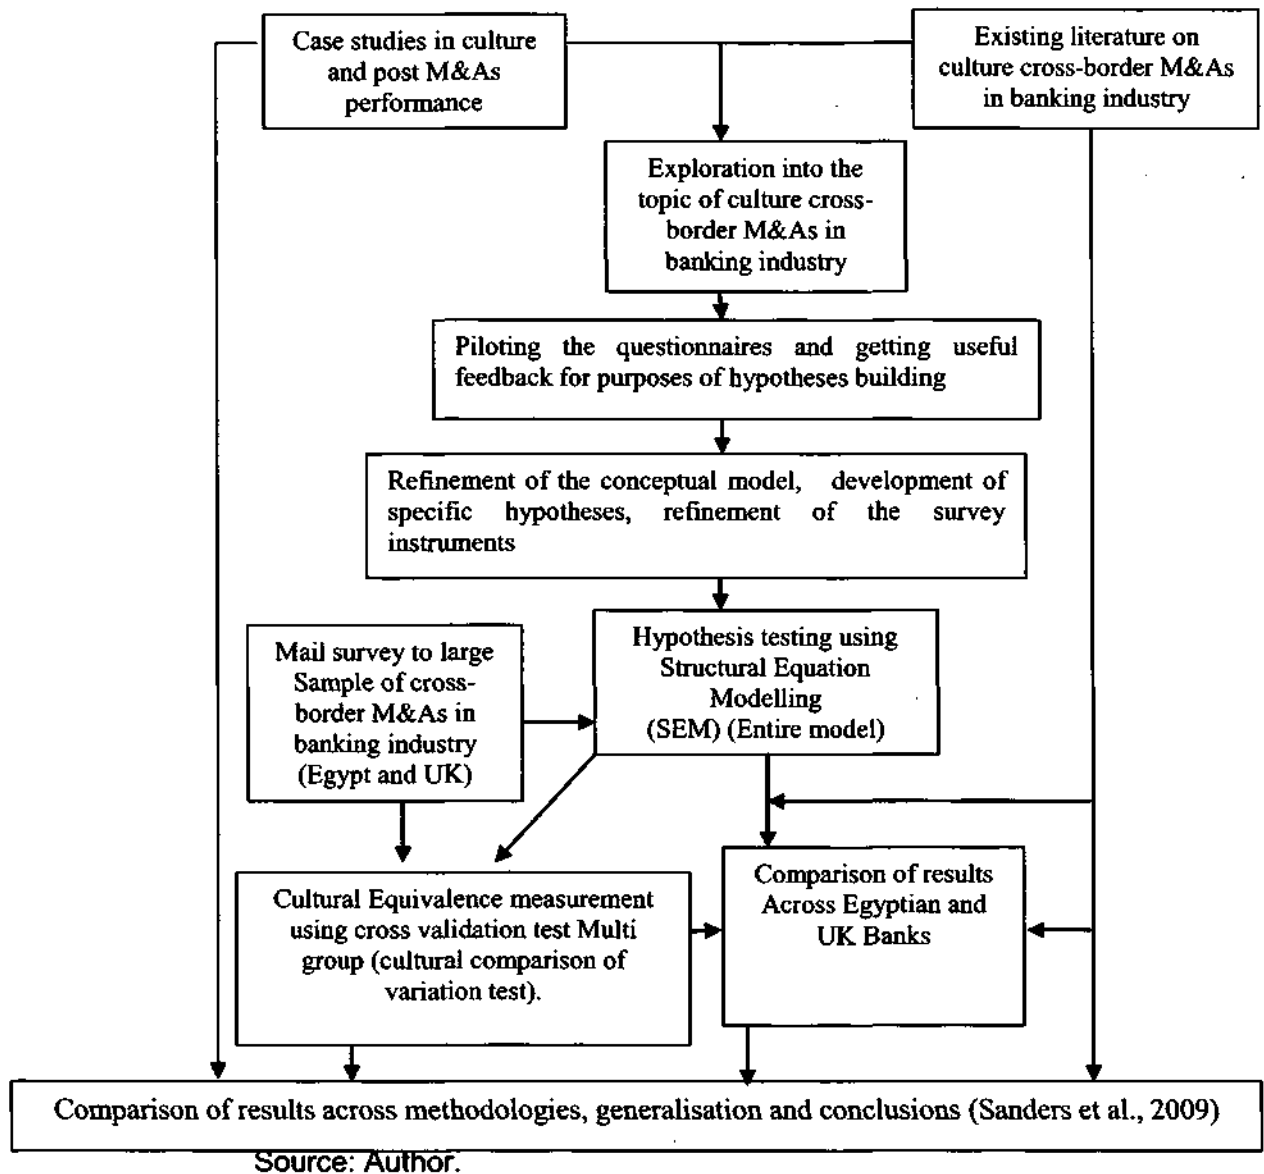 Case studies in culture
and post M&As
performance
Existing literature on
culture cross-border M&As
in banking industry
Exploration into the
topic of culture cross-
border M&As in
banking industry
Piloting the questionnaires and getting useful
feedback for purposes of hypotheses building
Refinement of the conceptual model, development of
specific hypotheses, refinement of the survey
instruments
Mail survey to large
Sample of cross-
border M&As in
banking industry
(Egypt and UK)
Hypothesis testing using
Structural Equation
Modelling
(SEM) (Entire model)
Cultural Equivalence measurement
using cross validation test Multi
group (cultural comparison of
variation test).
Comparison of results
Across Egyptian and
UK Banks
Comparison of results across methodologies, generalisation and conclusions (Sanders et al., 2009)
Source: Author.